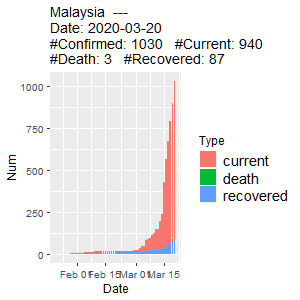 Malaysia  ---
Date: 2020-03-20
#Confirmed: 1030   #Current: 940
#Death: 3   #Recovered: 87
1000
750
500
250
0
Num
Feb 01 Feb 15 Mar 01 Mar 15
Date
Type
current
death
recovered